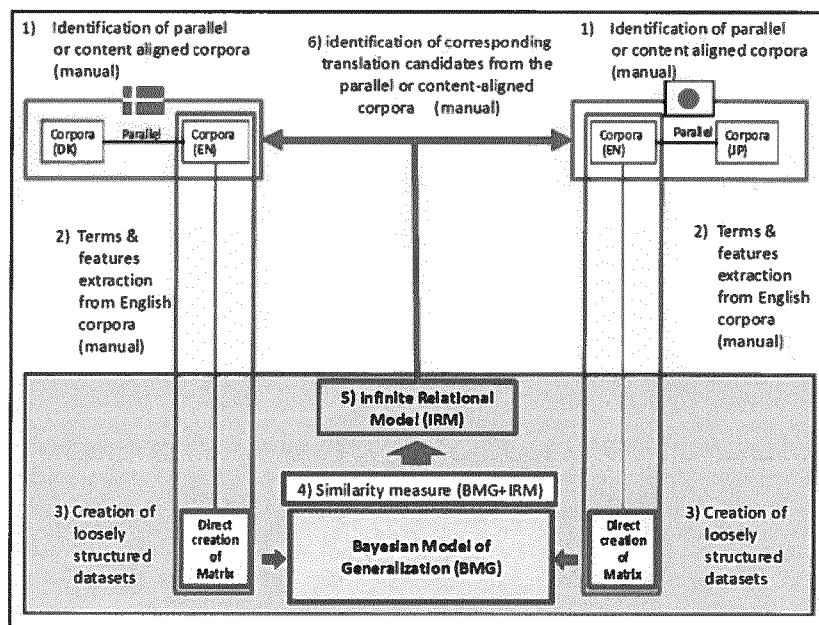 1) Identification of parallel
or content aligned corpora
(manual)
6) identification of corresponding
translation candidates from the
parallel or content-aligned
corpora (manual)
1) Identification of parallel
or content aligned corpora
(manual)
Corpora
(DK)
Parallel
Corpora
(EN)
Corpora
(EN)
Parallel
Corpora
(JP)
2) Terms &
features
extraction
from English
corpora
(manual)
2) Terms &
features
extraction
from English
corpora
(manual)
5) Infinite Relational
Model (IRM)
4) Similarity measure (BMG+IRM)
3) Creation of
loosely
structured
datasets
Direct
creation
of
Matrix
Bayesian Model of
Generalization (BMG)
Direct
creation
of
Matrix
3) Creation of
loosely
structured
datasets